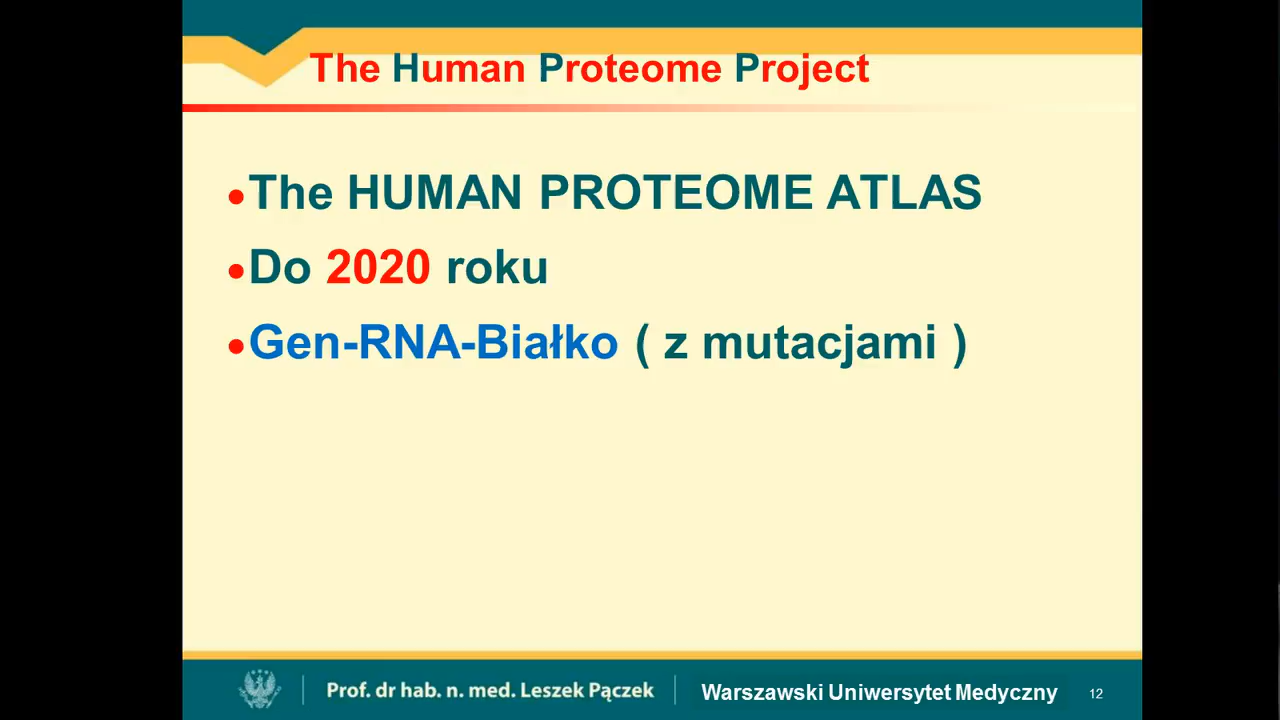 The Human Proteome Project
•The HUMAN PROTEOME ATLAS
•Do 2020 roku
•Gen-RNA-Białko ( z mutacjami )
Prof. dr hab. n. med. Leszek Pączek
Warszawski Uniwersytet Medyczny
12